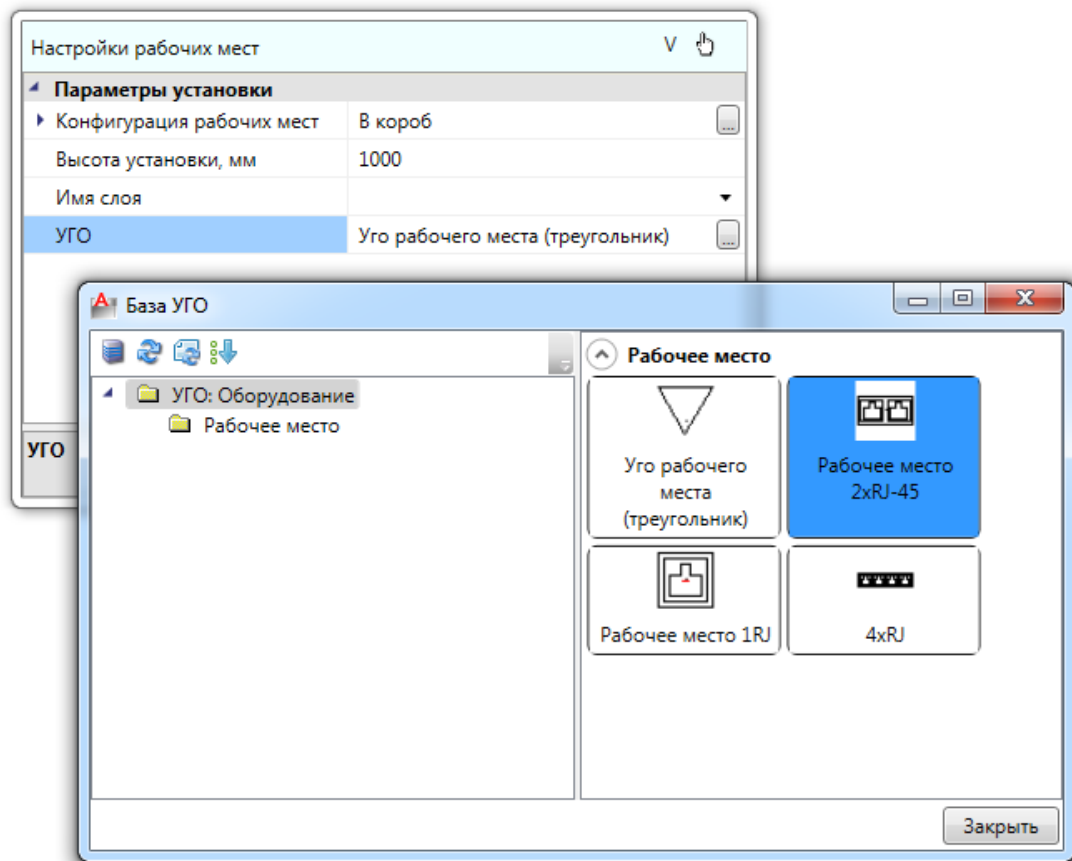 Настройки рабочих мест V
Параметры установки
Конфигурация рабочих мест В короб ...
Высота установки, мм 1000
Имя слоя
УГО Уго рабочего места (треугольник) ...
УГО
База УГО
УГО: Оборудование
Рабочее место
Рабочее место
Уго рабочего
места
(треугольник)
Рабочее место
2xRJ-45
Рабочее место 1RJ
4xRJ
Закрыть